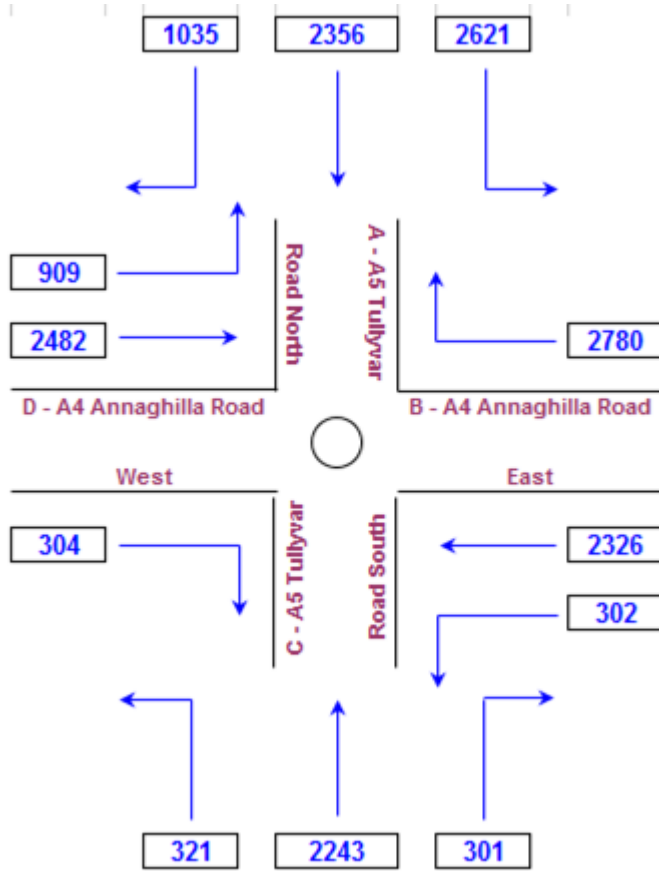 1035 2356 2621
909
2482
Road North
A - A5 Tullyvar
2780
D - A4 Annaghilla Road
B - A4 Annaghilla Road
West
East
304
C - A5 Tullyvar
Road South
2326
302
321 2243 301